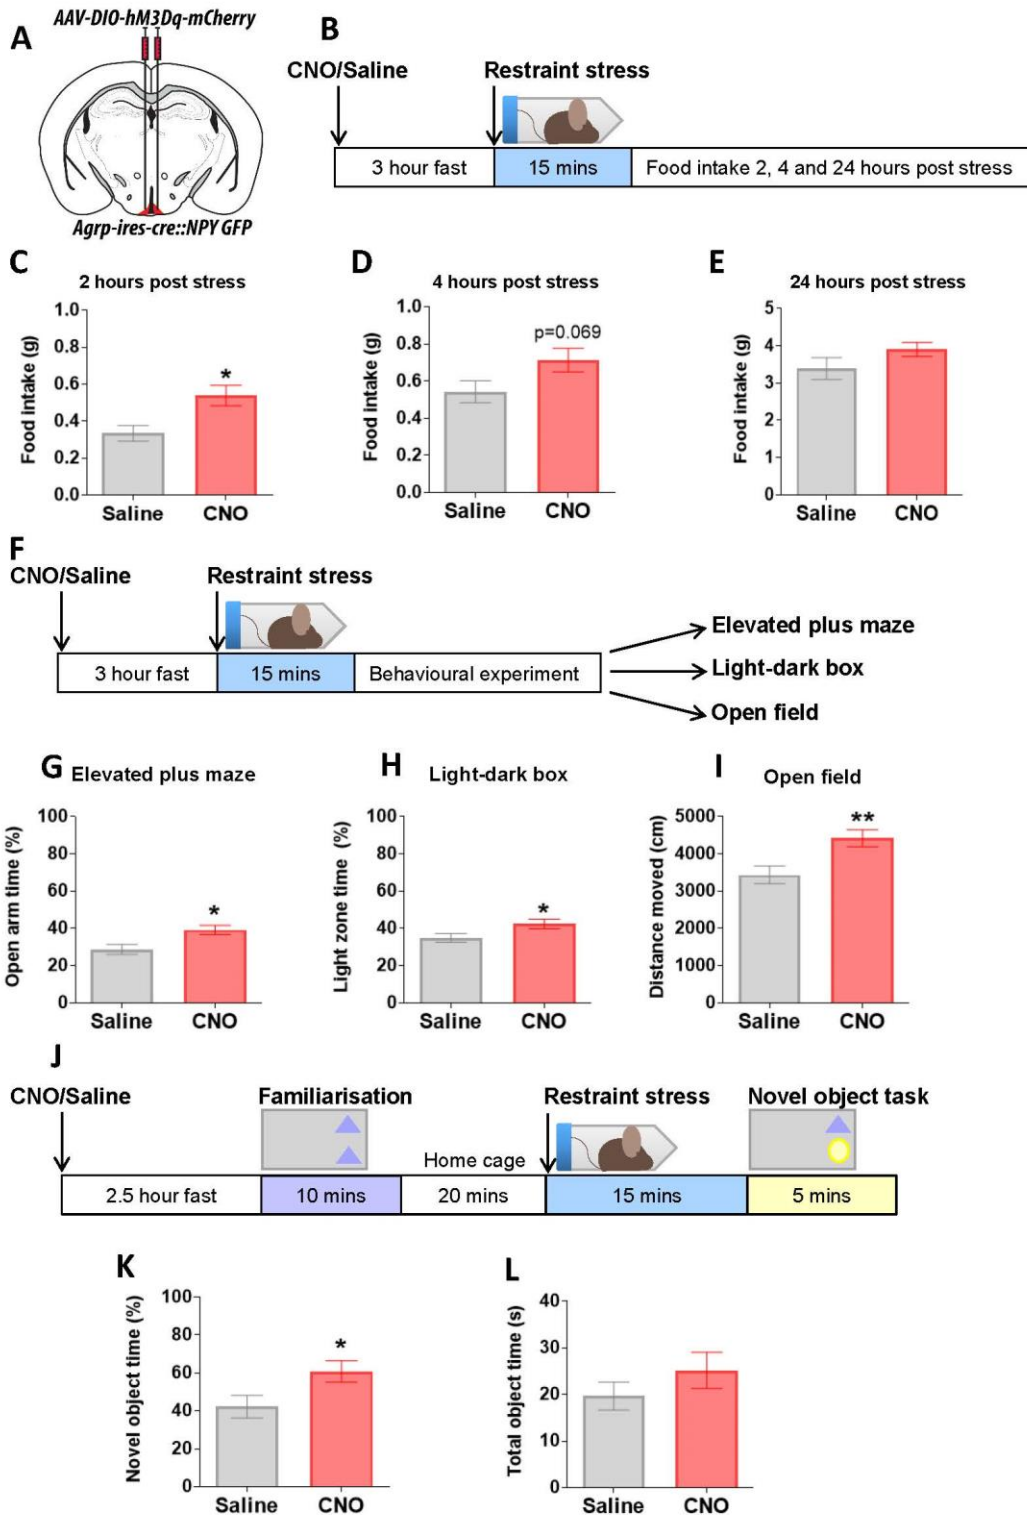 AAV-DIO-hM3Dq-mCherry
A
Agrp-ires-cre::NPY GFP
B
CNO/Saline
Restraint stress
3 hour fast
15 mins
Food intake 2, 4 and 24 hours post stress
C
2 hours post stress
Food intake (g)
1.0
0.8
0.6
0.4
0.2
0.0
*
Saline
CNO
D
4 hours post stress
Food intake (g)
1.0
0.8
0.6
0.4
0.2
0.0
p=0.069
Saline
CNO
E
24 hours post stress
Food intake (g)
5
4
3
2
1
0
Saline
CNO
F
CNO/Saline
Restraint stress
3 hour fast
15 mins
Behavioural experiment
Elevated plus maze
Light-dark box
Open field
G
Elevated plus maze
Open arm time (%)
100
80
60
40
20
0
*
Saline
CNO
H
Light-dark box
Light zone time (%)
100
80
60
40
20
0
*
Saline
CNO
I
Open field
Distance moved (cm)
5000
4000
3000
2000
1000
0
**
Saline
CNO
J
CNO/Saline
Familiarisation
Restraint stress
Novel object task
Home cage
2.5 hour fast
10 mins
20 mins
15 mins
5 mins
K
Novel object time (%)
100
80
60
40
20
0
*
Saline
CNO
L
Total object time (s)
40
30
20
10
0
Saline
CNO